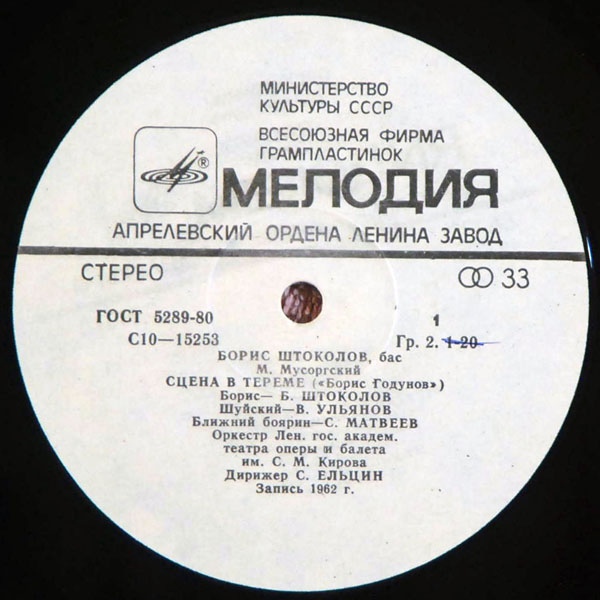 МИНИСТЕРСТВО
КУЛЬТУРЫ СССР
ВСЕСОЮЗНАЯ ФИРМА
ГРАМПЛАСТИНОК
®
МЕЛОДИЯ
АПРЕЛЕВСКИЙ ОРДЕНА ЛЕНИНА ЗАВОД
СТЕРЕО 33
ГОСТ 5289-80 1
С10—15253 Гр. 2. 1-20
БОРИС ШТОКОЛОВ, бас
М. Мусоргский
СЦЕНА В ТЕРЕМЕ («Борис Годунов»)
Борис— Б. ШТОКОЛОВ
Шуйский—В. УЛЬЯНОВ
Ближний боярин—С. МАТВЕЕВ
Оркестр Лен. гос. академ.
театра оперы и балета
им. С. М. Кирова
Дирижер С. ЕЛЬЦИН
Запись 1962 г.